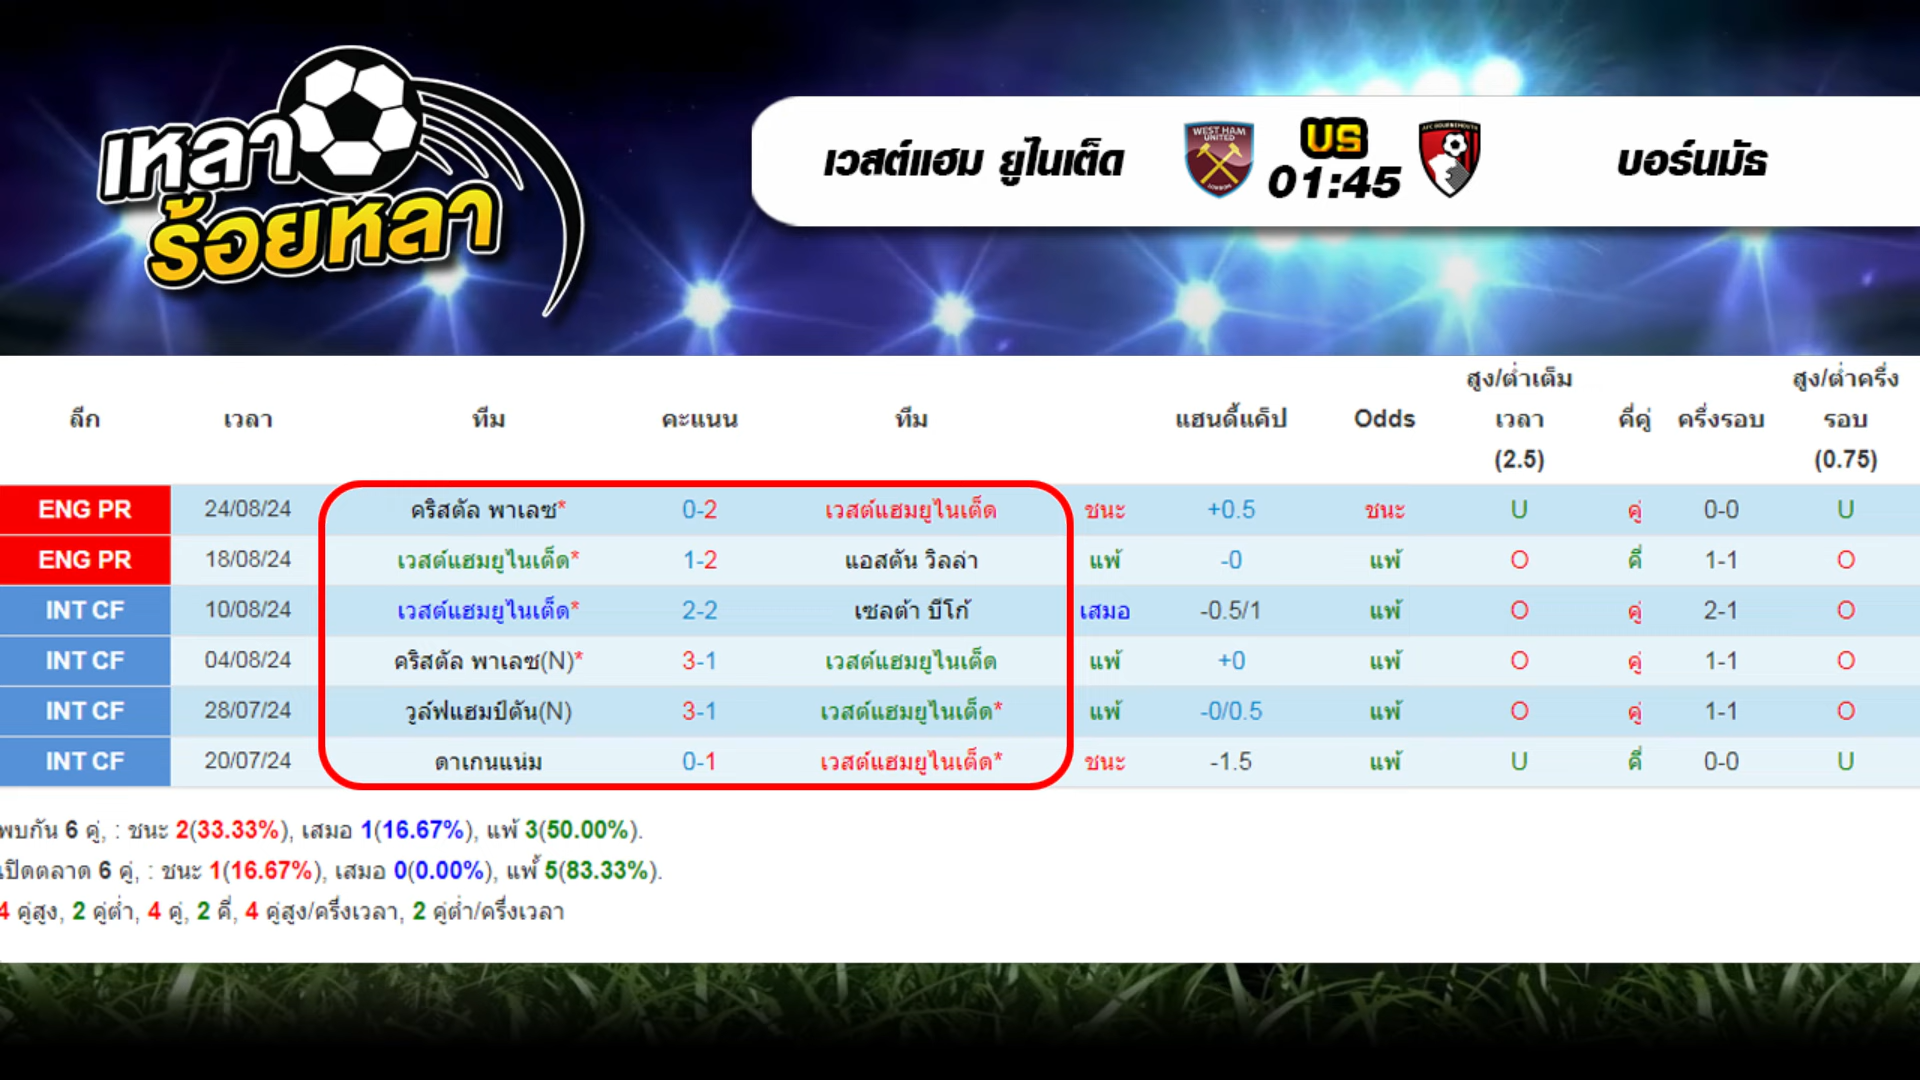 เหลา
ร้อยหลา
เวสต์แฮม ยูไนเต็ด
WEST HAM
UNITED
LONDON
VS
01:45
AFC BOURNEMOUTH
บอร์นมัธ
ลีก เวลา ทีม คะแนน ทีม แฮนดี้แค็ป Odds สูง/ต่ำเต็มเวลา (2.5) คี่คู่ ครึ่งรอบ สูง/ต่ำครึ่งรอบ (0.75)
ENG PR 24/08/24 คริสตัล พาเลซ* 0-2 เวสต์แฮมยูไนเต็ด ชนะ +0.5 ชนะ U คู่ 0-0 U
ENG PR 18/08/24 เวสต์แฮมยูไนเต็ด* 1-2 แอสตัน วิลล่า แพ้ -0 แพ้ O คี่ 1-1 O
INT CF 10/08/24 เวสต์แฮมยูไนเต็ด* 2-2 เซลต้า บีโก้ เสมอ -0.5/1 แพ้ O คู่ 2-1 O
INT CF 04/08/24 คริสตัล พาเลซ(N)* 3-1 เวสต์แฮมยูไนเต็ด แพ้ +0 แพ้ O คู่ 1-1 O
INT CF 28/07/24 วูล์ฟแฮมป์ตัน(N) 3-1 เวสต์แฮมยูไนเต็ด* แพ้ -0/0.5 แพ้ O คู่ 1-1 O
INT CF 20/07/24 ดาเกนแน่ม 0-1 เวสต์แฮมยูไนเต็ด* ชนะ -1.5 แพ้ U คี่ 0-0 U
พบกัน 6 คู่, : ชนะ 2(33.33%), เสมอ 1(16.67%), แพ้ 3(50.00%).
เปิดตลาด 6 คู่, : ชนะ 1(16.67%), เสมอ 0(0.00%), แพ้ 5(83.33%).
4 คู่สูง, 2 คู่ต่ำ, 4 คู่, 2 คี่, 4 คู่สูง/ครึ่งเวลา, 2 คู่ต่ำ/ครึ่งเวลา